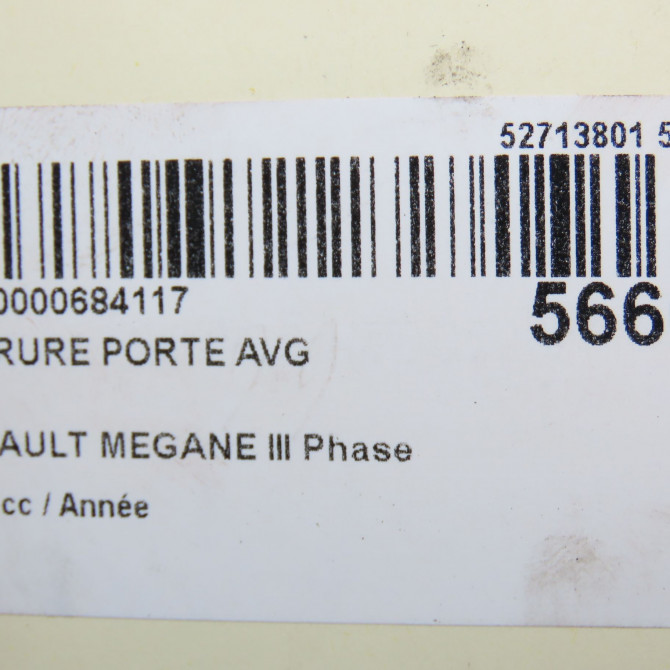 52713801 5
0000684117
566
RURE PORTE AVG
AULT MEGANE III Phase
cc / Année